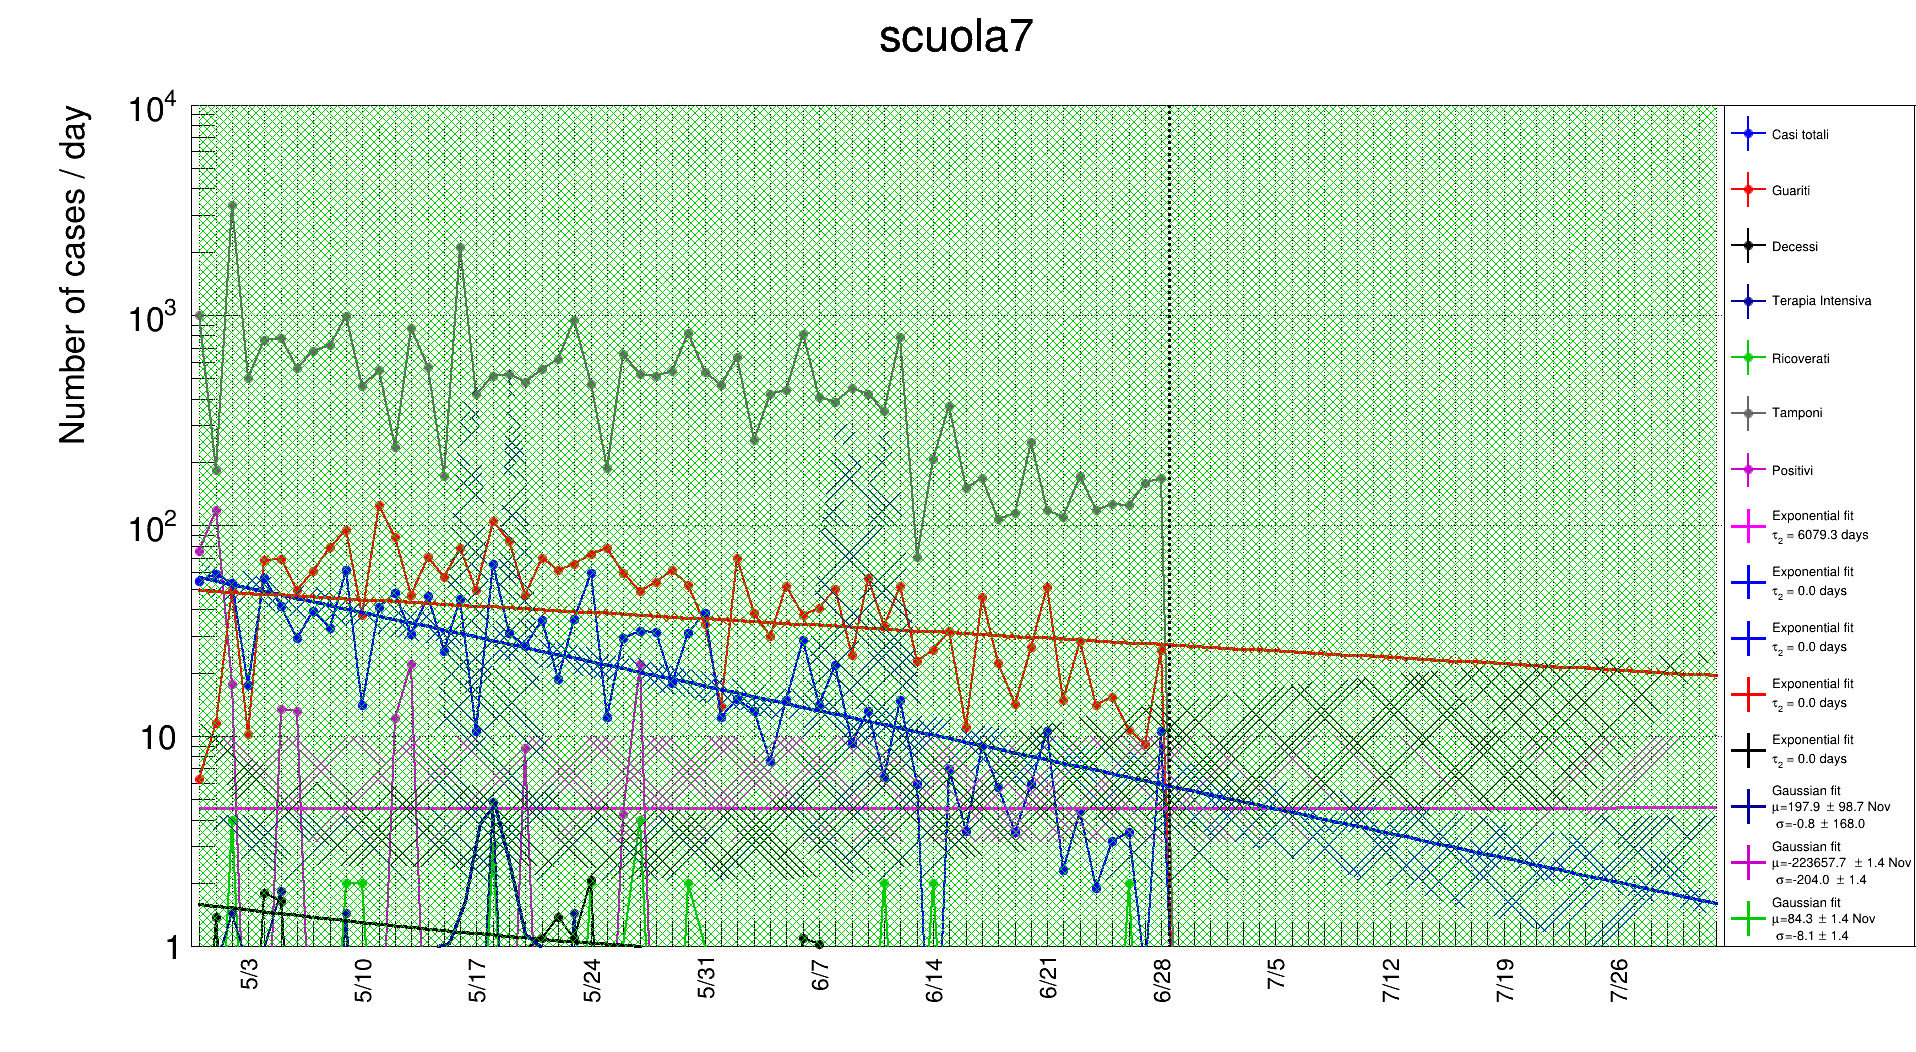 scuola7
Number of cases / day
10^4
10^3
10^2
10
1
5/3
5/10
5/17
5/24
5/31
6/7
6/14
6/21
6/28
7/5
7/12
7/19
7/26
Casi totali
Guariti
Decessi
Terapia Intensiva
Ricoverati
Tamponi
Positivi
Exponential fit
τ_2 = 6079.3 days
Exponential fit
τ_2 = 0.0 days
Exponential fit
τ_2 = 0.0 days
Exponential fit
τ_2 = 0.0 days
Exponential fit
τ_2 = 0.0 days
Gaussian fit
μ=197.9 ± 98.7 Nov
σ=-0.8 ± 168.0
Gaussian fit
μ=-223657.7 ± 1.4 Nov
σ=-204.0 ± 1.4
Gaussian fit
μ=84.3 ± 1.4 Nov
σ=-8.1 ± 1.4